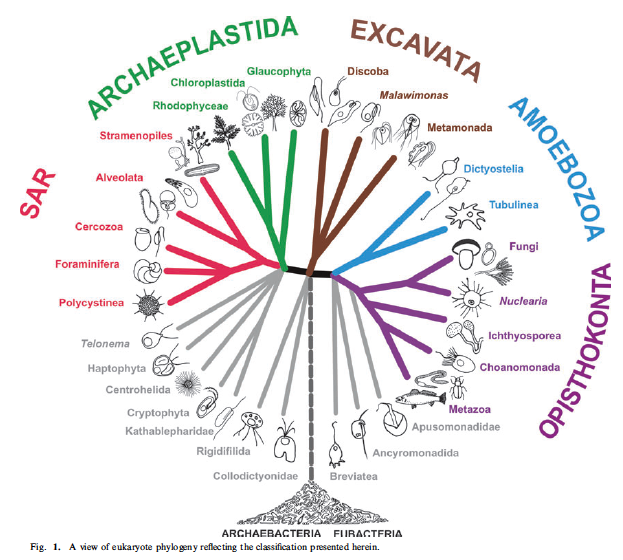 ARCHAEPLASTIDA
EXCAVATA
AMOEBOZOA
OPISTHOKONTA
SAR
Glaucophyta
Discoba
Chloroplastida
Malawimonas
Rhodophyceae
Metamonada
Stramenopiles
Dictyostelia
Alveolata
Tubulinea
Cercozoa
Fungi
Foraminifera
Nuclearia
Polycystinea
Ichthyosporea
Telonema
Choanomonada
Haptophyta
Metazoa
Centrohelida
Apusomonadidae
Cryptophyta
Kathablepharidae
Ancyromonadida
Rigidifilida
Breviatea
Collodictyonidae
ARCHAEBACTERIA EUBACTERIA
Fig. 1. A view of eukaryote phylogeny reflecting the classification presented herein.